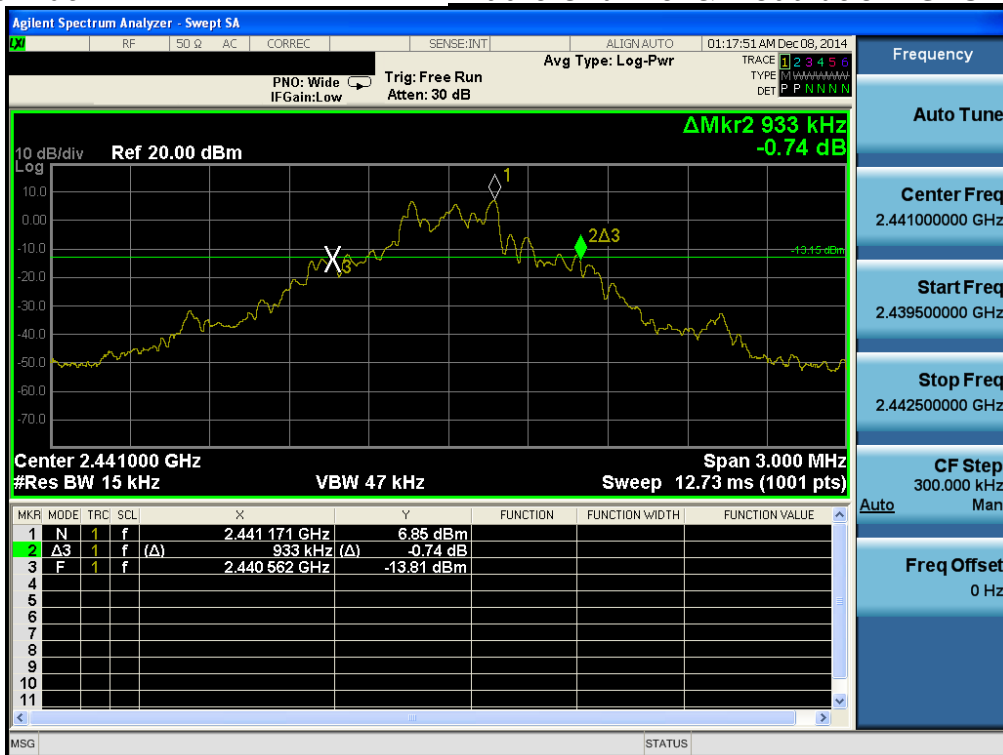 Agilent Spectrum Analyzer - Swept SA
LXI RF 50 Ω AC CORREC SENSE:INT ALIGN AUTO 01:17:51 AM Dec 08, 2014
PNO: Wide IFGain:Low
Trig: Free Run
Atten: 30 dB
Avg Type: Log-Pwr
TRACE 1 2 3 4 5 6
TYPE M
DET P P N N N N
ΔMkr2 933 kHz
-0.74 dB
10 dB/div Ref 20.00 dBm
Log
10.0
0.00
-10.0
-20.0
-30.0
-40.0
-50.0
-60.0
-70.0
1
2Δ3
3
-13.15 dBm
Center 2.441000 GHz Span 3.000 MHz
#Res BW 15 kHz VBW 47 kHz Sweep 12.73 ms (1001 pts)
MKR MODE TRC SCL X Y FUNCTION FUNCTION WIDTH FUNCTION VALUE
1 N 1 f 2.441 171 GHz 6.85 dBm
2 Δ3 1 f (Δ) 933 kHz (Δ) -0.74 dB
3 F 1 f 2.440 562 GHz -13.81 dBm
4
5
6
7
8
9
10
11
MSG STATUS
Frequency
Auto Tune
Center Freq
2.441000000 GHz
Start Freq
2.439500000 GHz
Stop Freq
2.442500000 GHz
CF Step
300.000 kHz
Auto Man
Freq Offset
0 Hz